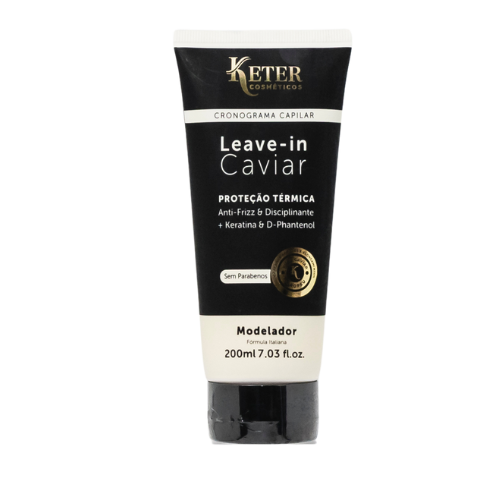 KETER
COSMÉTICOS
CRONOGRAMA CAPILAR
Leave-in
Caviar
PROTEÇÃO TÉRMICA
Anti-Frizz & Disciplinante
+ Keratina & D-Phantenol
Sem Parabenos
Modelador
Fórmula Italiana
200ml 7.03 fl.oz.